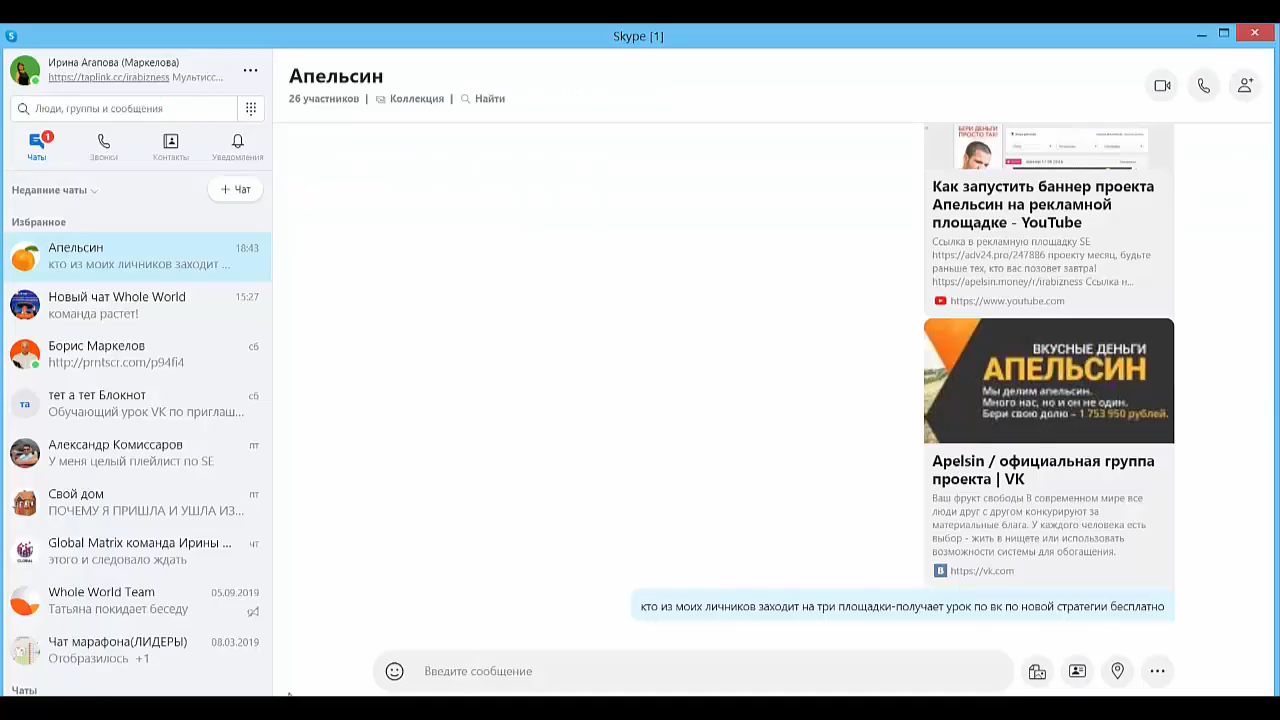 Skype [1]
Ирина Агапова (Маркелова)
https://taplink.cc/irabizness Мультисс...
Люди, группы и сообщения
1
Чаты
Звонки
Контакты
Уведомления
Недавние чаты
+ Чат
Избранное
Апельсин
18:43
кто из моих личников заходит ...
Новый чат Whole World
15:27
команда растет!
Борис Маркелов
сб
http://prntscr.com/p94fi4
та
тет а тет Блокнот
сб
Обучающий урок VK по приглаш...
Александр Комиссаров
пт
У меня целый плейлист по SE
Свой дом
пт
ПОЧЕМУ Я ПРИШЛА И УШЛА ИЗ...
Global Matrix команда Ирины ...
чт
этого и следовало ждать
Whole World Team
05.09.2019
Татьяна покидает беседу
Чат марафона(ЛИДЕРЫ)
08.03.2019
Отобразилось +1
Чаты
Апельсин
26 участников | Коллекция | Найти
БЕРИ ДЕНЬГИ
ПРОСТО ТАК!
Как запустить баннер проекта
Апельсин на рекламной
площадке - YouTube
Ссылка в рекламную площадку SE
https://adv24.pro/247886 проекту месяц, будьте
раньше тех, кто вас позовет завтра!
https://apelsin.money/r/irabizness Ссылка н...
https://www.youtube.com
ВКУСНЫЕ ДЕНЬГИ
АПЕЛЬСИН
Мы делим апельсин.
Много нас, но и он не один.
Бери свою долю - 1 753 950 рублей.
Apelsin / официальная группа
проекта | VK
Ваш фрукт свободы В современном мире все
люди друг с другом конкурируют за
материальные блага. У каждого человека есть
выбор - жить в нищете или использовать
возможности системы для обогащения.
https://vk.com
кто из моих личников заходит на три площадки-получает урок по вк по новой стратегии бесплатно
Введите сообщение